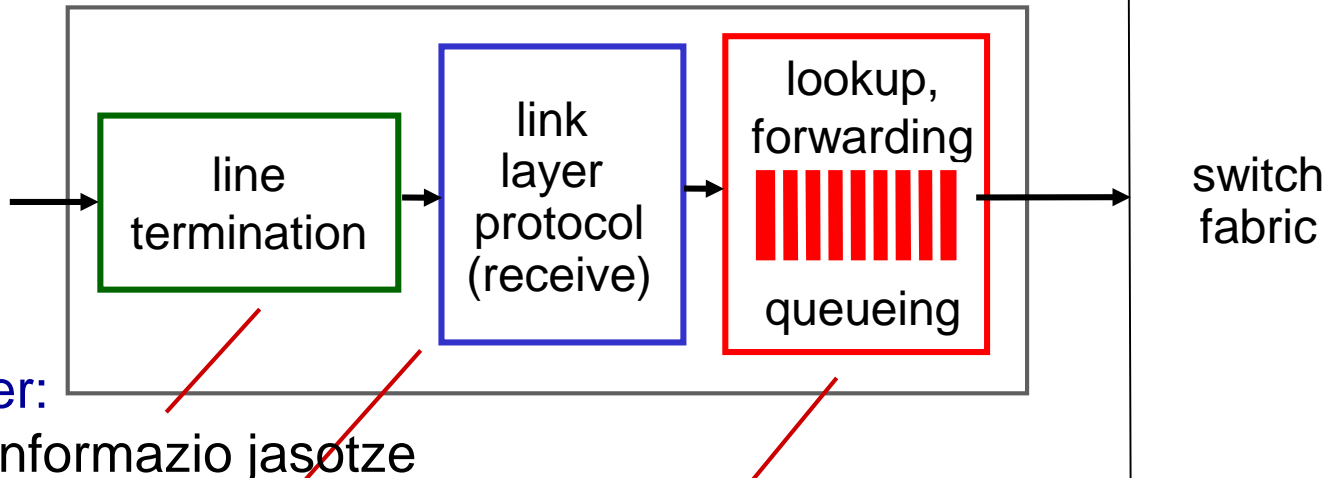 line
termination
link
layer
protocol
(receive)
lookup,
forwarding
queueing
switch
fabric
er:
nformazio jasotze